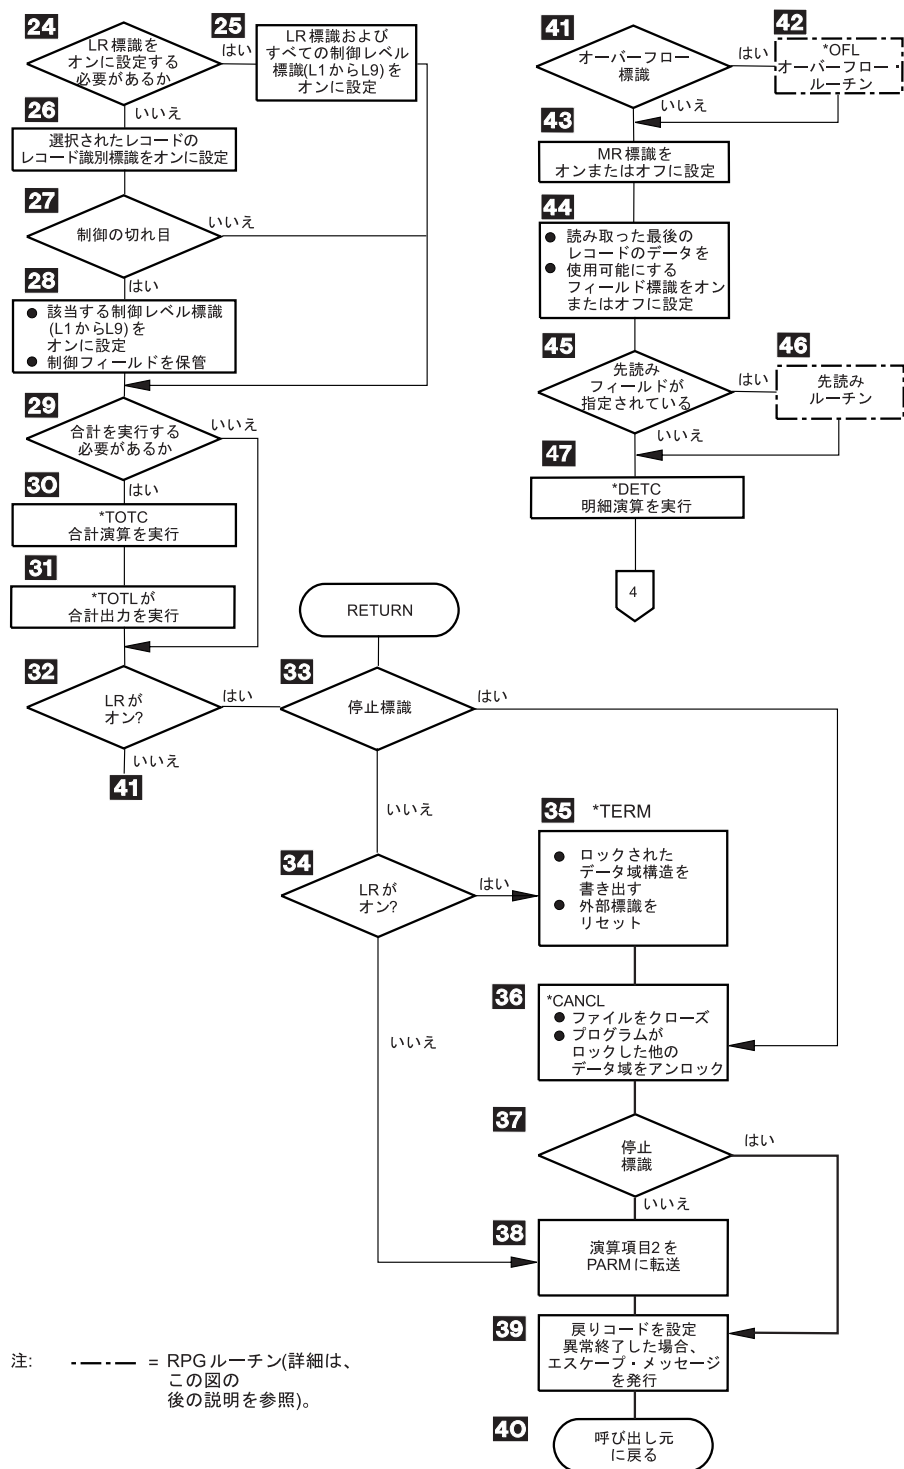 24
LR 標識を
オンに設定する
必要があるか
はい
いいえ
25
LR 標識および
すべての制御レベル
標識(L1からL9)を
オンに設定
26
選択されたレコードの
レコード識別標識をオンに設定
27
制御の切れ目
いいえ
はい
28
● 該当する制御レベル標識
(L1からL9)を
オンに設定
● 制御フィールドを保管
29
合計を実行する
必要があるか
いいえ
はい
30
*TOTC
合計演算を実行
31
*TOTLが
合計出力を実行
32
LRが
オン?
はい
いいえ
41
RETURN
33
停止標識
はい
いいえ
34
LRが
オン?
はい
いいえ
35 *TERM
● ロックされた
データ域構造を
書き出す
● 外部標識を
リセット
36
*CANCL
● ファイルをクローズ
● プログラムが
ロックした他の
データ域をアンロック
37
停止
標識
はい
いいえ
38
演算項目2を
PARMに転送
39
戻りコードを設定
異常終了した場合、
エスケープ・メッセージ
を発行
40
呼び出し元
に戻る
41
オーバーフロー
標識
はい
いいえ
42
*OFL
オーバーフロー・
ルーチン
43
MR標識を
オンまたはオフに設定
44
● 読み取った最後の
レコードのデータを
● 使用可能にする
フィールド標識をオン
またはオフに設定
45
先読み
フィールドが
指定されている
はい
いいえ
46
先読み
ルーチン
47
*DETC
明細演算を実行
4
注: = RPGルーチン(詳細は、
この図の
後の説明を参照)。